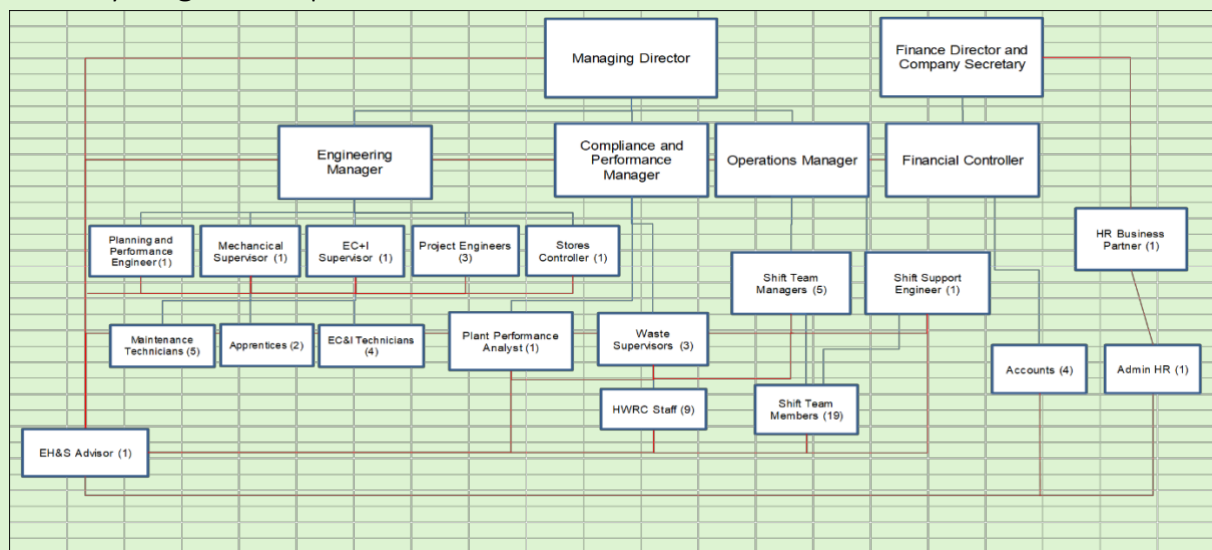 Managing Director
Finance Director and
Company Secretary
Engineering
Manager
Compliance and
Performance
Manager
Operations Manager
Financial Controller
Planning and
Performance
Engineer (1)
Mechancical
Supervisor (1)
EC+I
Supervisor (1)
Project Engineers
(3)
Stores
Controller (1)
HR Business
Partner (1)
Shift Team
Managers (5)
Shift Support
Engineer (1)
Maintenance
Technicians (5)
Apprentices (2)
EC&I Technicians
(4)
Plant Performance
Analyst (1)
Waste
Supervisors (3)
Accounts (4)
Admin HR (1)
HWRC Staff (9)
Shift Team
Members (19)
EH&S Advisor (1)